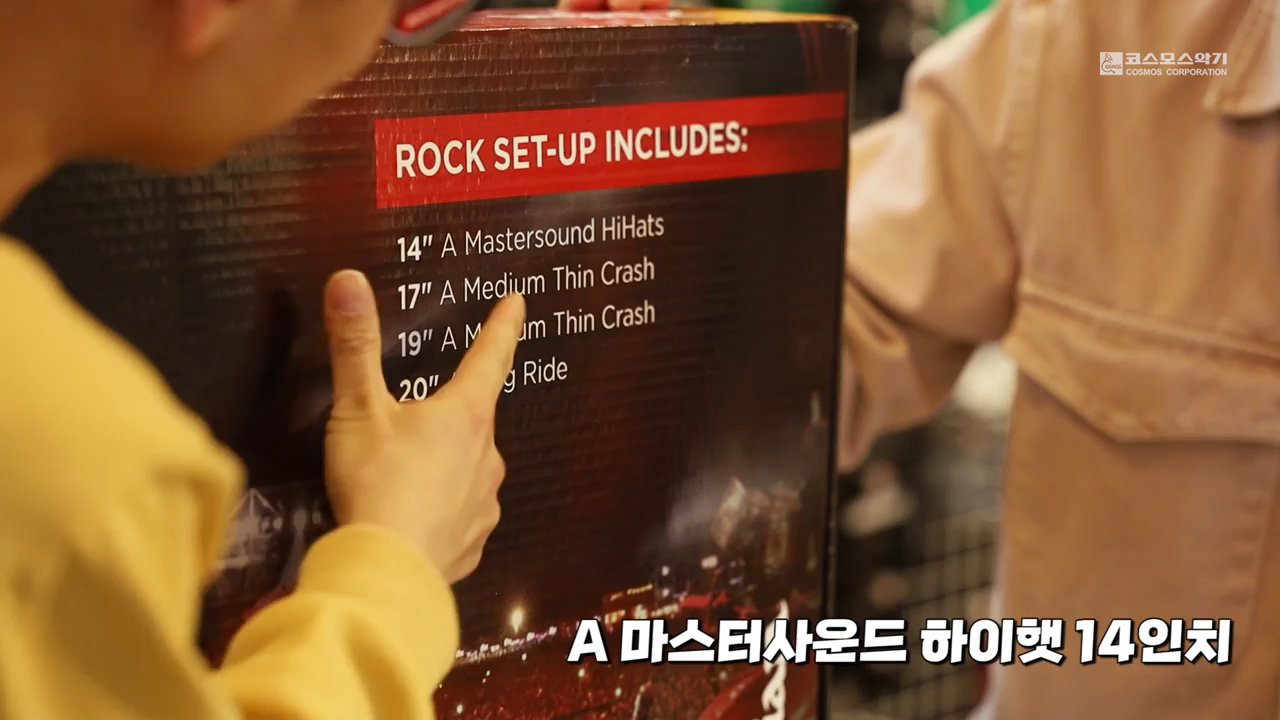 코스모스악기
COSMOS CORPORATION
ROCK SET-UP INCLUDES:
14" A Mastersound HiHats
17" A Medium Thin Crash
19" A Thin Crash
20" Ride
A 마스터사운드 하이햇 14인치